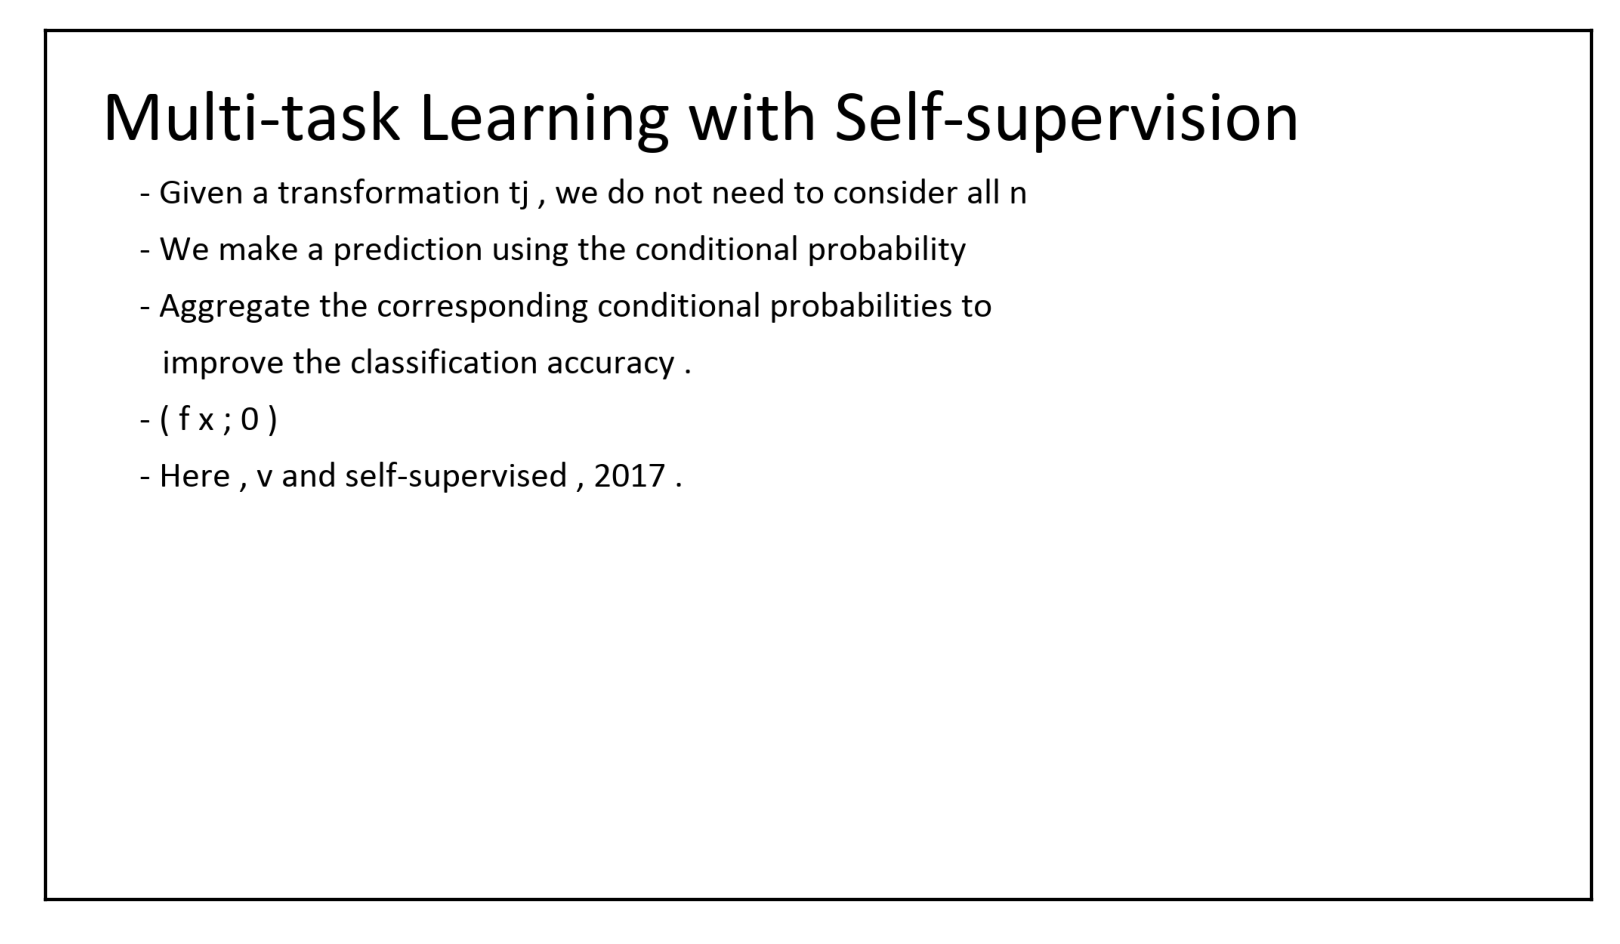 Multi-task Learning with Self-supervision
- Given a transformation tj , we do not need to consider all n
- We make a prediction using the conditional probability
- Aggregate the corresponding conditional probabilities to
improve the classification accuracy .
- ( f x ; 0 )
- Here , v and self-supervised , 2017 .